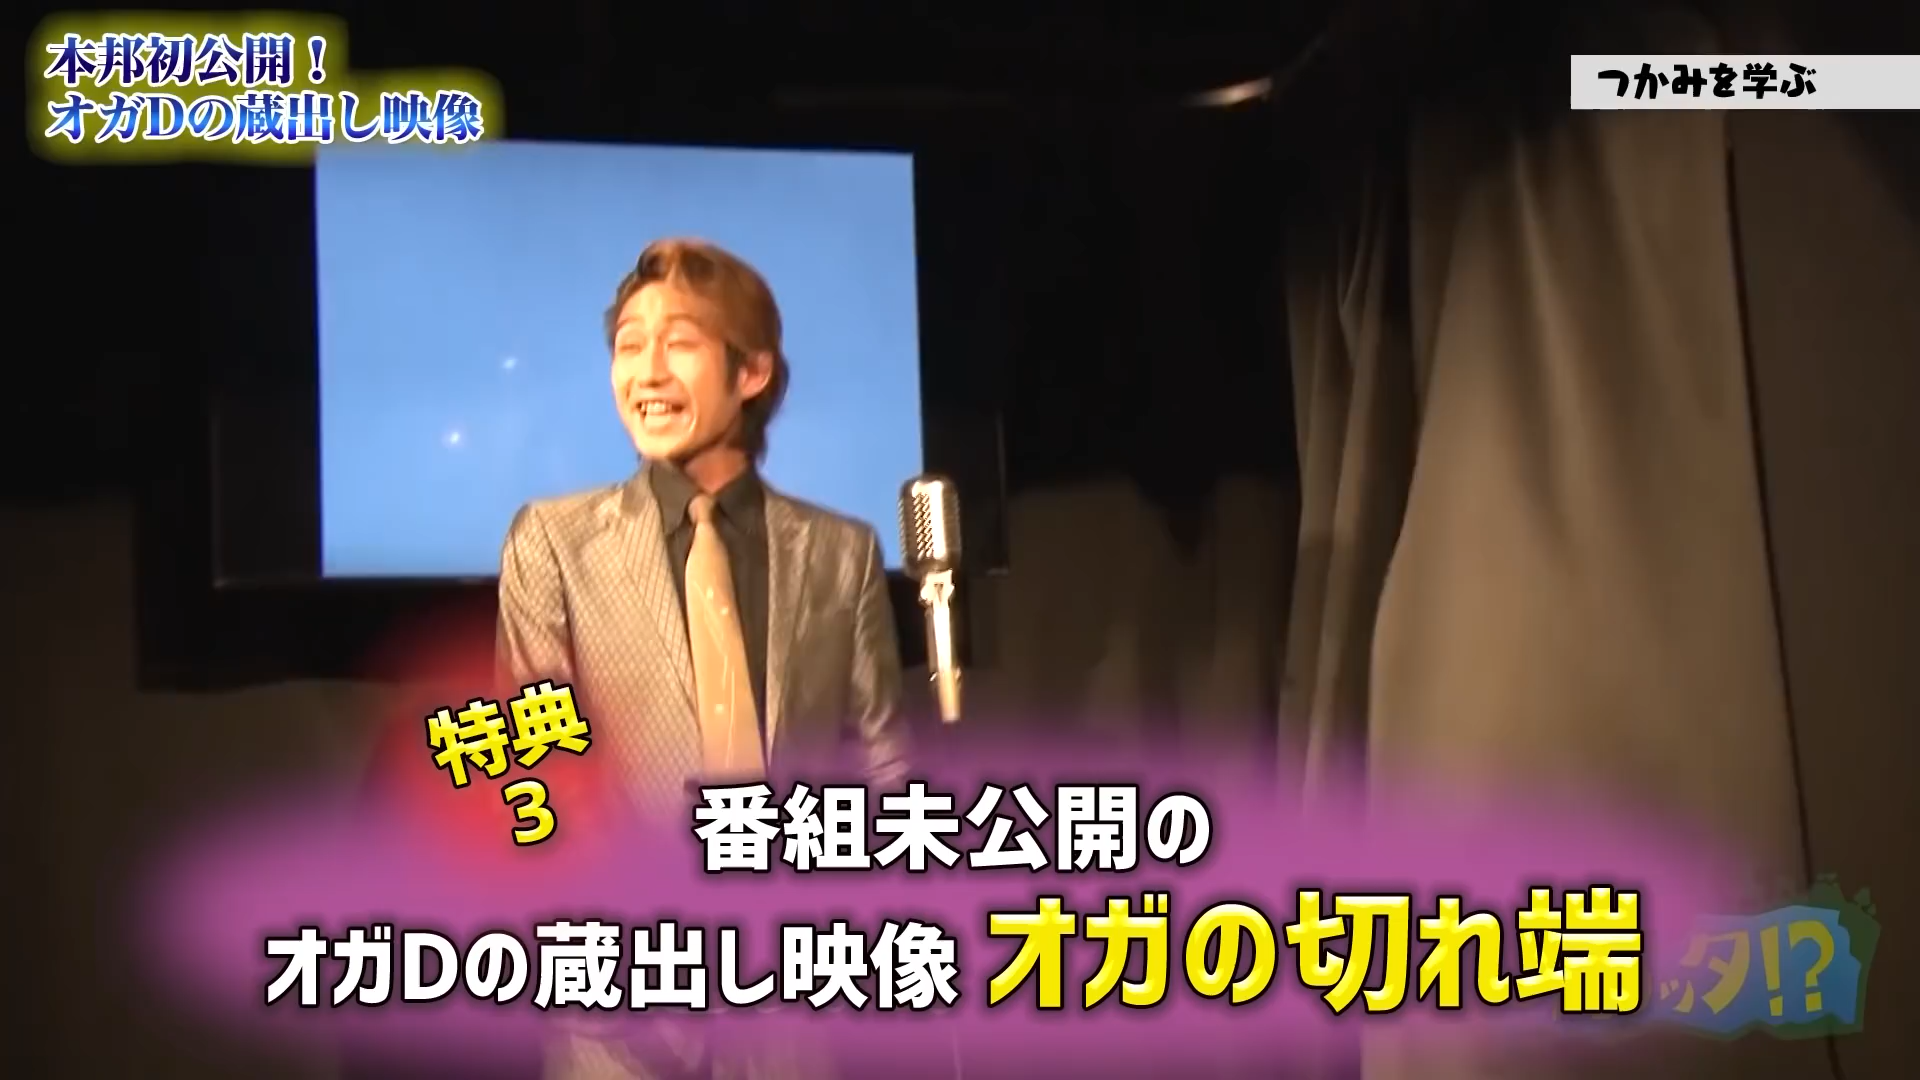 本邦初公開！
オガDの蔵出し映像
つかみを学ぶ
特典
3
番組未公開の
オガDの蔵出し映像 オガの切れ端
ッタ!?